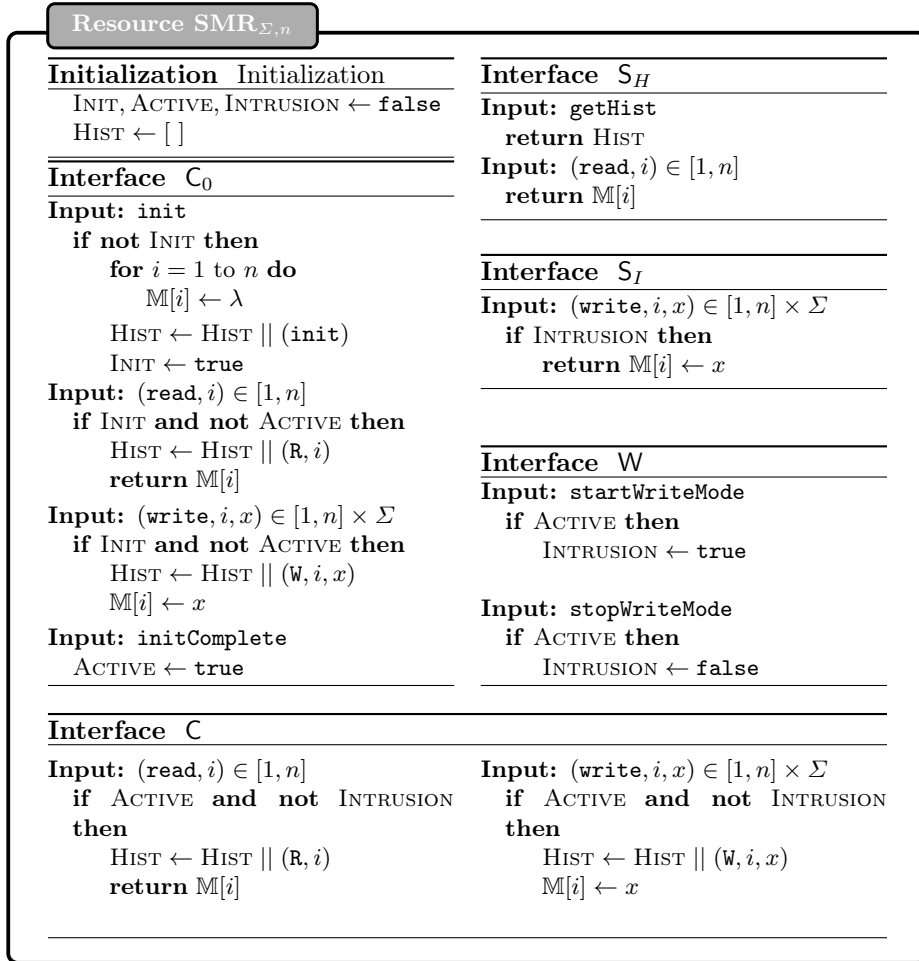 Resource SMR_{Σ,n}
Initialization Initialization
INIT, ACTIVE, INTRUSION ← false
HIST ← [ ]
Interface C_0
Input: init
if not INIT then
for i = 1 to n do
𝕄[i] ← λ
HIST ← HIST || (init)
INIT ← true
Input: (read, i) ∈ [1, n]
if INIT and not ACTIVE then
HIST ← HIST || (R, i)
return 𝕄[i]
Input: (write, i, x) ∈ [1, n] × Σ
if INIT and not ACTIVE then
HIST ← HIST || (W, i, x)
𝕄[i] ← x
Input: initComplete
ACTIVE ← true
Interface S_H
Input: getHist
return HIST
Input: (read, i) ∈ [1, n]
return 𝕄[i]
Interface S_I
Input: (write, i, x) ∈ [1, n] × Σ
if INTRUSION then
return 𝕄[i] ← x
Interface W
Input: startWriteMode
if ACTIVE then
INTRUSION ← true
Input: stopWriteMode
if ACTIVE then
INTRUSION ← false
Interface C
Input: (read, i) ∈ [1, n]
if ACTIVE and not INTRUSION
then
HIST ← HIST || (R, i)
return 𝕄[i]
Input: (write, i, x) ∈ [1, n] × Σ
if ACTIVE and not INTRUSION
then
HIST ← HIST || (W, i, x)
𝕄[i] ← x